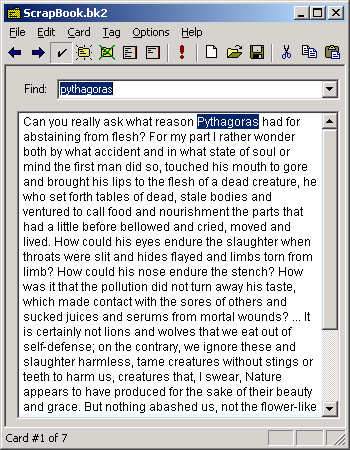 ScrapBook.bk2
File Edit Card Tag Options Help
Find: pythagoras
Can you really ask what reason Pythagoras had for
abstaining from flesh? For my part I rather wonder
both by what accident and in what state of soul or
mind the first man did so, touched his mouth to gore
and brought his lips to the flesh of a dead creature, he
who set forth tables of dead, stale bodies and
ventured to call food and nourishment the parts that
had a little before bellowed and cried, moved and
lived. How could his eyes endure the slaughter when
throats were slit and hides flayed and limbs torn from
limb? How could his nose endure the stench? How
was it that the pollution did not turn away his taste,
which made contact with the sores of others and
sucked juices and serums from mortal wounds? ... It
is certainly not lions and wolves that we eat out of
self-defense; on the contrary, we ignore these and
slaughter harmless, tame creatures without stings or
teeth to harm us, creatures that, I swear, Nature
appears to have produced for the sake of their beauty
and grace. But nothing abashed us, not the flower-like
Card #1 of 7